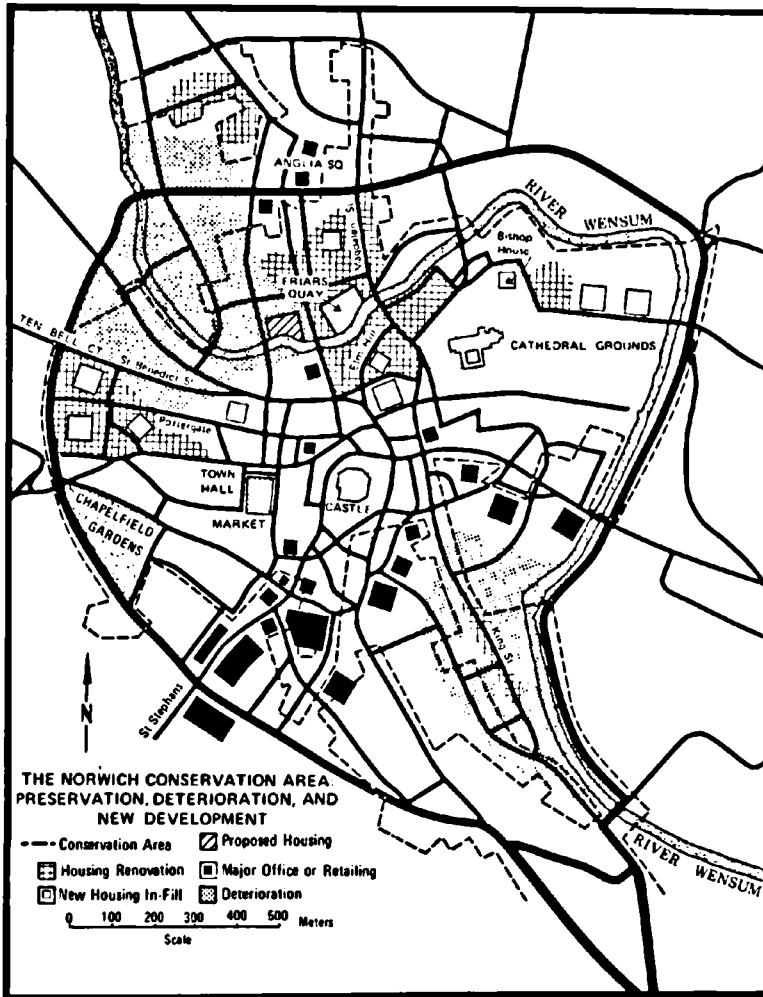 RIVER
WENSUM
ANGLIA SQ
Bishop
House
FRIARS
QUAY
CATHEDRAL GROUNDS
TEN BELL CT.
St Benedict St
Elm Hill
Pottergate
TOWN
HALL
CASTLE
MARKET
CHAPELFIELD
GARDENS
King St
N
St Stephens
THE NORWICH CONSERVATION AREA.
PRESERVATION, DETERIORATION, AND
NEW DEVELOPMENT
Conservation Area
Proposed Housing
Housing Renovation
Major Office or Retailing
New Housing In-Fill
Deterioration
0 100 200 300 400 500 Meters
Scale
RIVER WENSUM